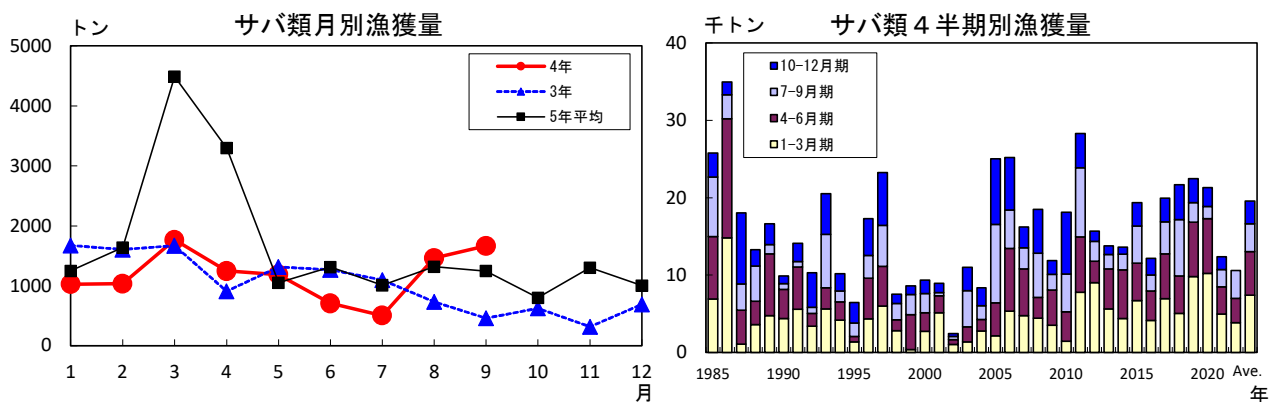 トン
サバ類月別漁獲量
5000
4000
3000
2000
1000
0
4年
3年
5年平均
1 2 3 4 5 6 7 8 9 10 11 12
月
千トン
サバ類4半期別漁獲量
40
30
20
10
0
10-12月期
7-9月期
4-6月期
1-3月期
1985 1990 1995 2000 2005 2010 2015 2020 Ave.
年